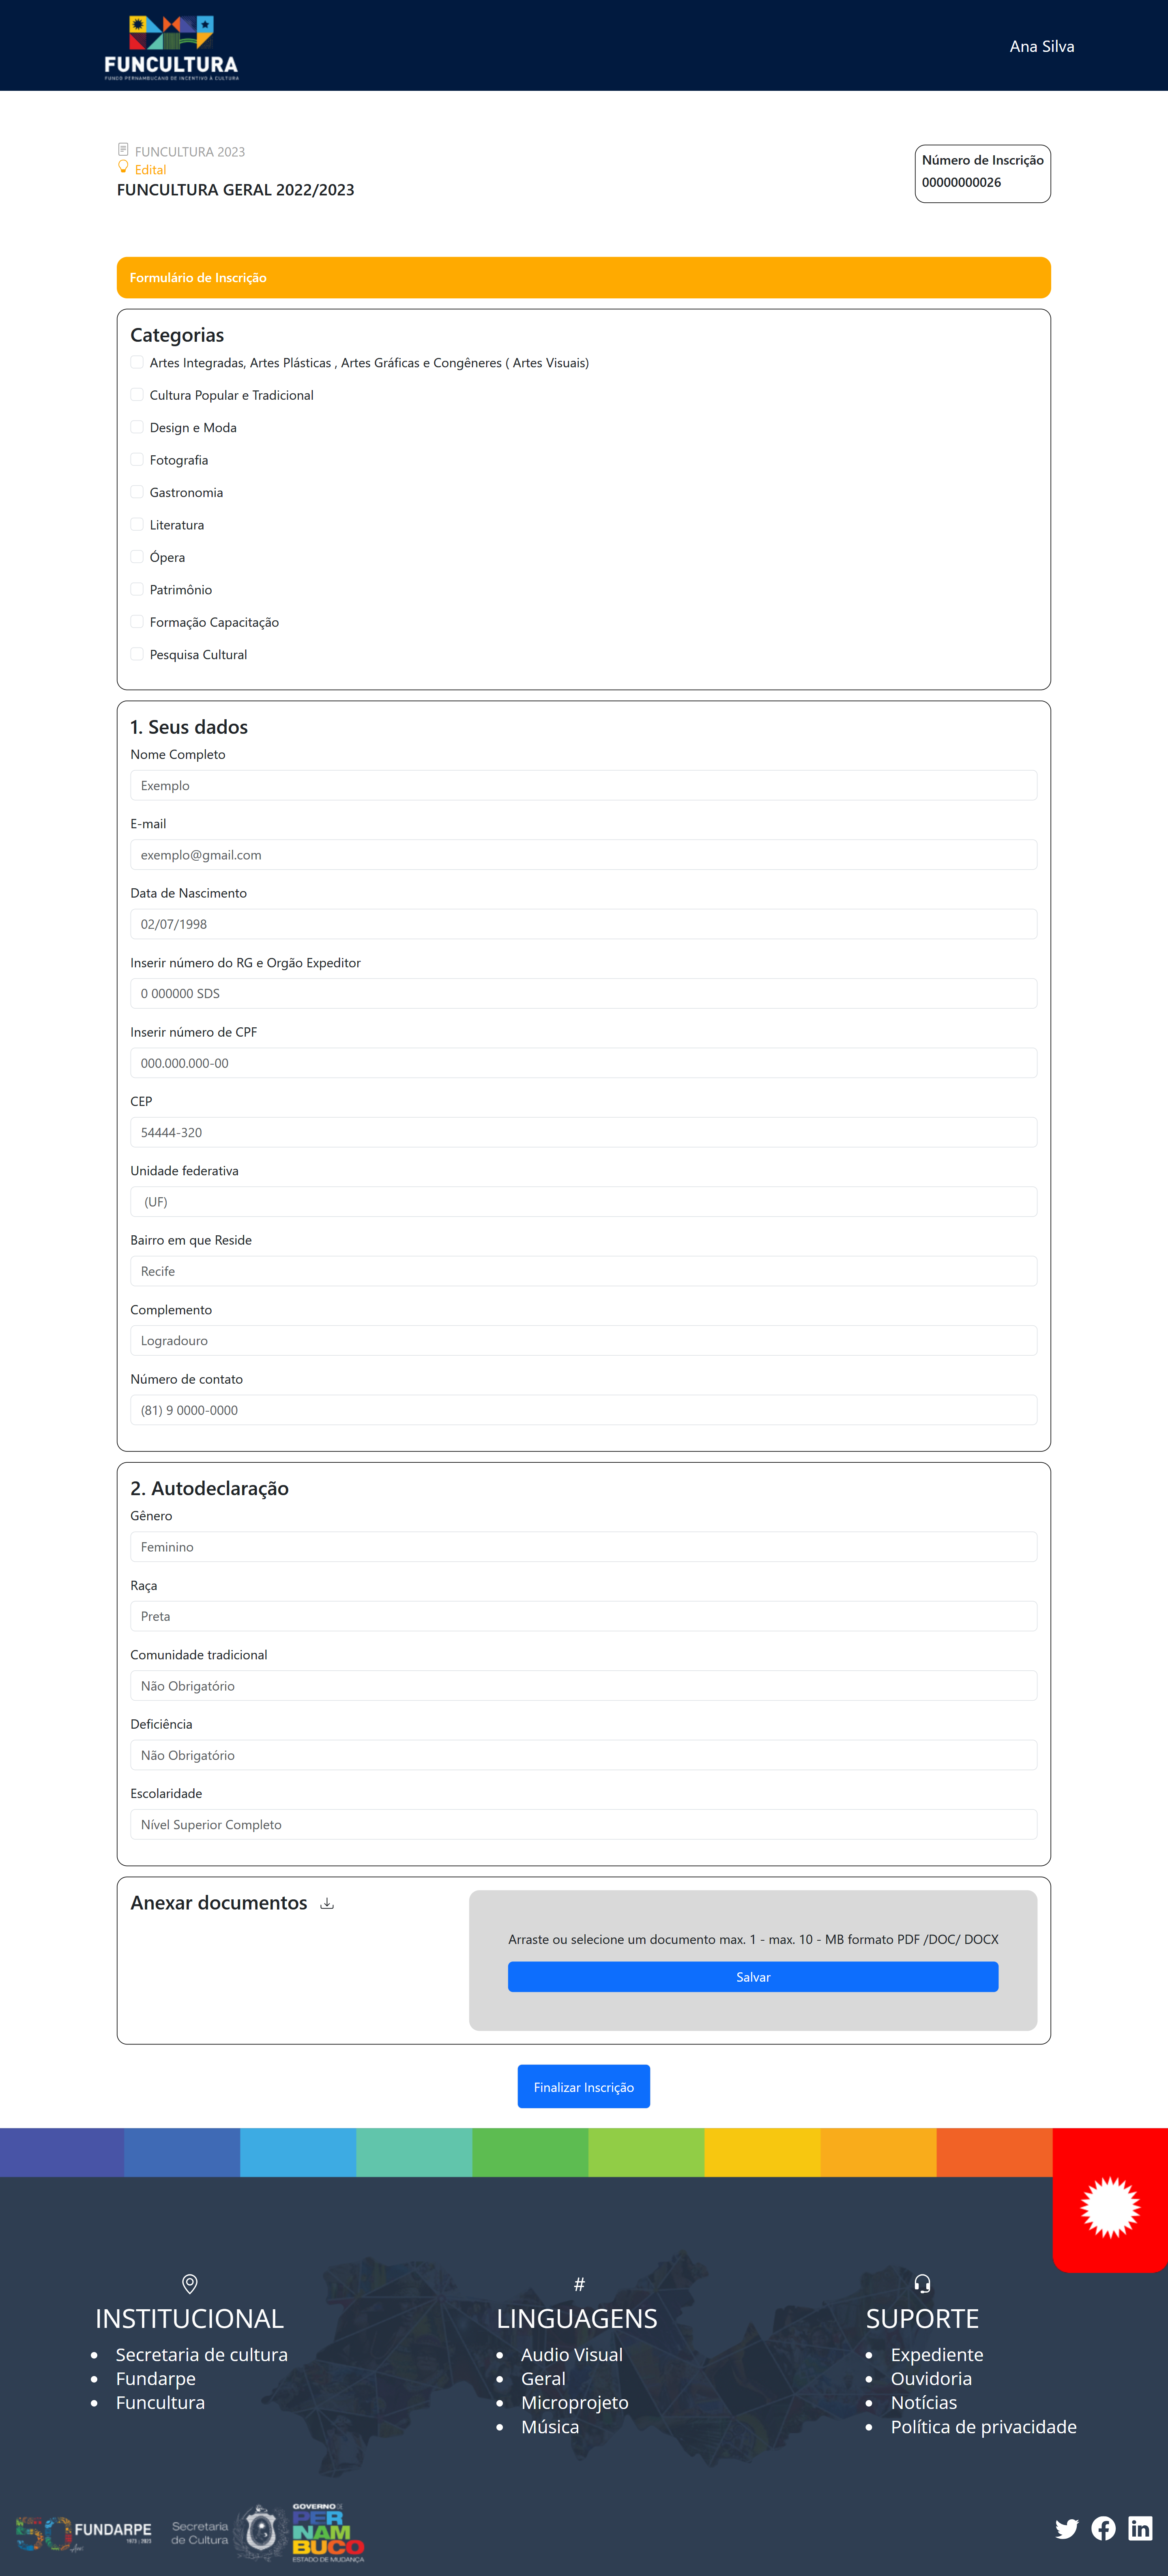 FUNCULTURA
FUNDO PERNAMBUCANO DE INCENTIVO À CULTURA
Ana Silva
FUNCULTURA 2023
Edital
FUNCULTURA GERAL 2022/2023
Número de Inscrição
00000000026
Formulário de Inscrição
Categorias
Artes Integradas, Artes Plásticas , Artes Gráficas e Congêneres ( Artes Visuais)
Cultura Popular e Tradicional
Design e Moda
Fotografia
Gastronomia
Literatura
Ópera
Patrimônio
Formação Capacitação
Pesquisa Cultural
1. Seus dados
Nome Completo
Exemplo
E-mail
exemplo@gmail.com
Data de Nascimento
02/07/1998
Inserir número do RG e Orgão Expeditor
0 000000 SDS
Inserir número de CPF
000.000.000-00
CEP
54444-320
Unidade federativa
(UF)
Bairro em que Reside
Recife
Complemento
Logradouro
Número de contato
(81) 9 0000-0000
2. Autodeclaração
Gênero
Feminino
Raça
Preta
Comunidade tradicional
Não Obrigatório
Deficiência
Não Obrigatório
Escolaridade
Nível Superior Completo
Anexar documentos
Arraste ou selecione um documento max. 1 - max. 10 - MB formato PDF /DOC/ DOCX
Salvar
Finalizar Inscrição
INSTITUCIONAL
Secretaria de cultura
Fundarpe
Funcultura
#
LINGUAGENS
Audio Visual
Geral
Microprojeto
Música
SUPORTE
Expediente
Ouvidoria
Notícias
Política de privacidade
50 anos
FUNDARPE
1973 | 2023
Secretaria
de Cultura
GOVERNO DE
PER
NAM
BUCO
ESTADO DE MUDANÇA